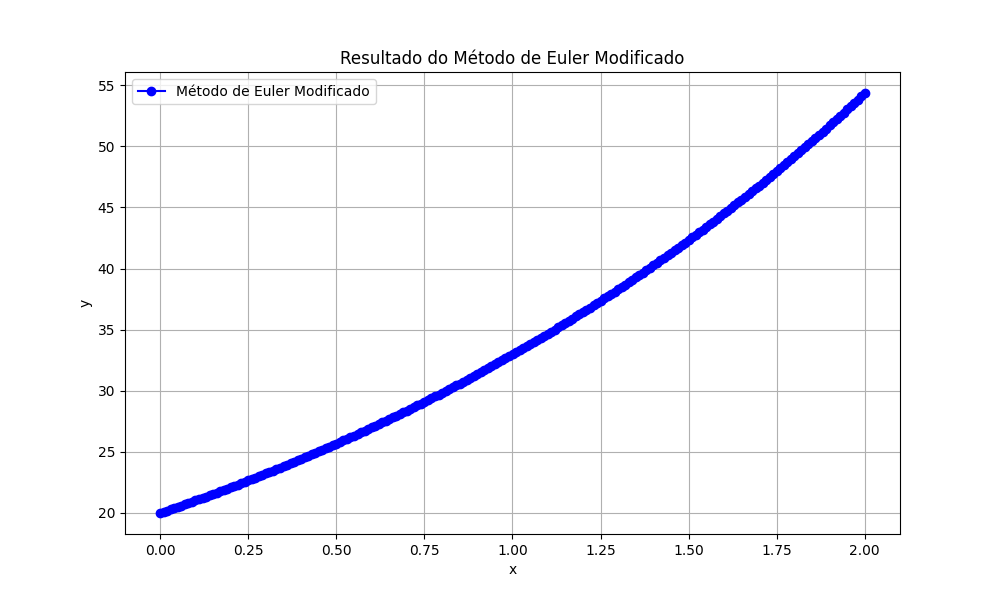 Resultado do Método de Euler Modificado
Método de Euler Modificado
55
50
45
40
35
30
25
20
y
0.00 0.25 0.50 0.75 1.00 1.25 1.50 1.75 2.00
x